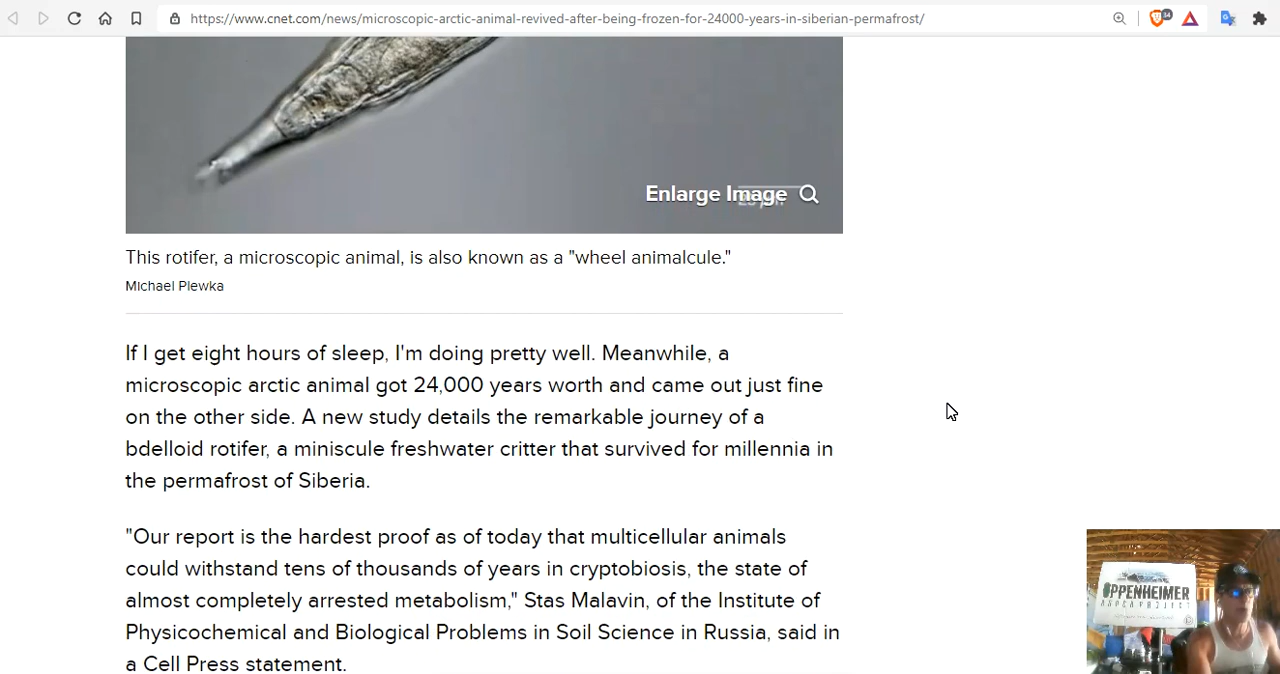 https://www.cnet.com/news/microscopic-arctic-animal-revived-after-being-frozen-for-24000-years-in-siberian-permafrost/
34
Enlarge Image
This rotifer, a microscopic animal, is also known as a "wheel animalcule."
Michael Plewka
If I get eight hours of sleep, I'm doing pretty well. Meanwhile, a
microscopic arctic animal got 24,000 years worth and came out just fine
on the other side. A new study details the remarkable journey of a
bdelloid rotifer, a miniscule freshwater critter that survived for millennia in
the permafrost of Siberia.
"Our report is the hardest proof as of today that multicellular animals
could withstand tens of thousands of years in cryptobiosis, the state of
almost completely arrested metabolism," Stas Malavin, of the Institute of
Physicochemical and Biological Problems in Soil Science in Russia, said in
a Cell Press statement.
OPPENHEIMER